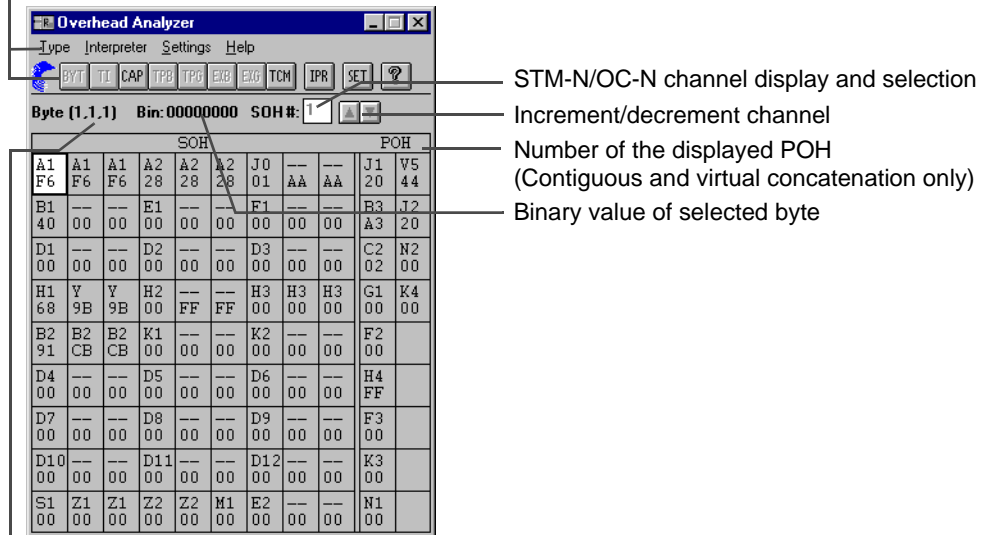 Overhead Analyzer
Type Interpreter Settings Help
BYT TI CAP TPB TPG EXB EXG TCM IPR SET ?
Byte (1,1,1) Bin: 00000000 SOH #: 1
STM-N/OC-N channel display and selection
Increment/decrement channel
Number of the displayed POH
(Contiguous and virtual concatenation only)
Binary value of selected byte
SOH POH
A1 A1 A1 A2 A2 A2 J0 -- -- J1 V5
F6 F6 F6 28 28 28 01 AA AA 20 44
B1 -- -- E1 -- -- F1 -- -- B3 J2
40 00 00 00 00 00 00 00 00 A3 20
D1 -- -- D2 -- -- D3 -- -- C2 N2
00 00 00 00 00 00 00 00 00 02 00
H1 Y Y H2 -- -- H3 H3 H3 G1 K4
68 9B 9B 00 FF FF 00 00 00 00 00
B2 B2 B2 K1 -- -- K2 -- -- F2
91 CB CB 00 00 00 00 00 00 00
D4 -- -- D5 -- -- D6 -- -- H4
00 00 00 00 00 00 00 00 00 FF
D7 -- -- D8 -- -- D9 -- -- F3
00 00 00 00 00 00 00 00 00 00
D10 -- -- D11 -- -- D12 -- -- K3
00 00 00 00 00 00 00 00 00 00
S1 Z1 Z1 Z2 Z2 M1 E2 -- -- N1
00 00 00 00 00 00 00 00 00 00